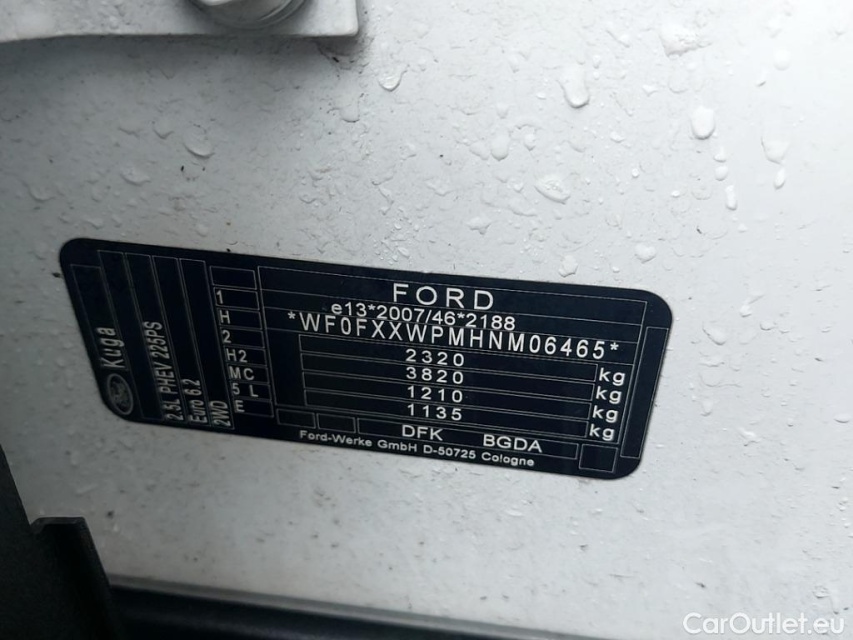 FORD
e13*2007/46*2188
*WF0FXXWPMHNM06465*
2320 kg
3820 kg
1210 kg
1135 kg
DFK BGDA
Ford-Werke GmbH D-50725 Cologne
1
H
2
H2
MC
5 L
E
Kuga
2.5L PHEV 225PS
Euro 6.2
2WD
Ford
CarOutlet.eu